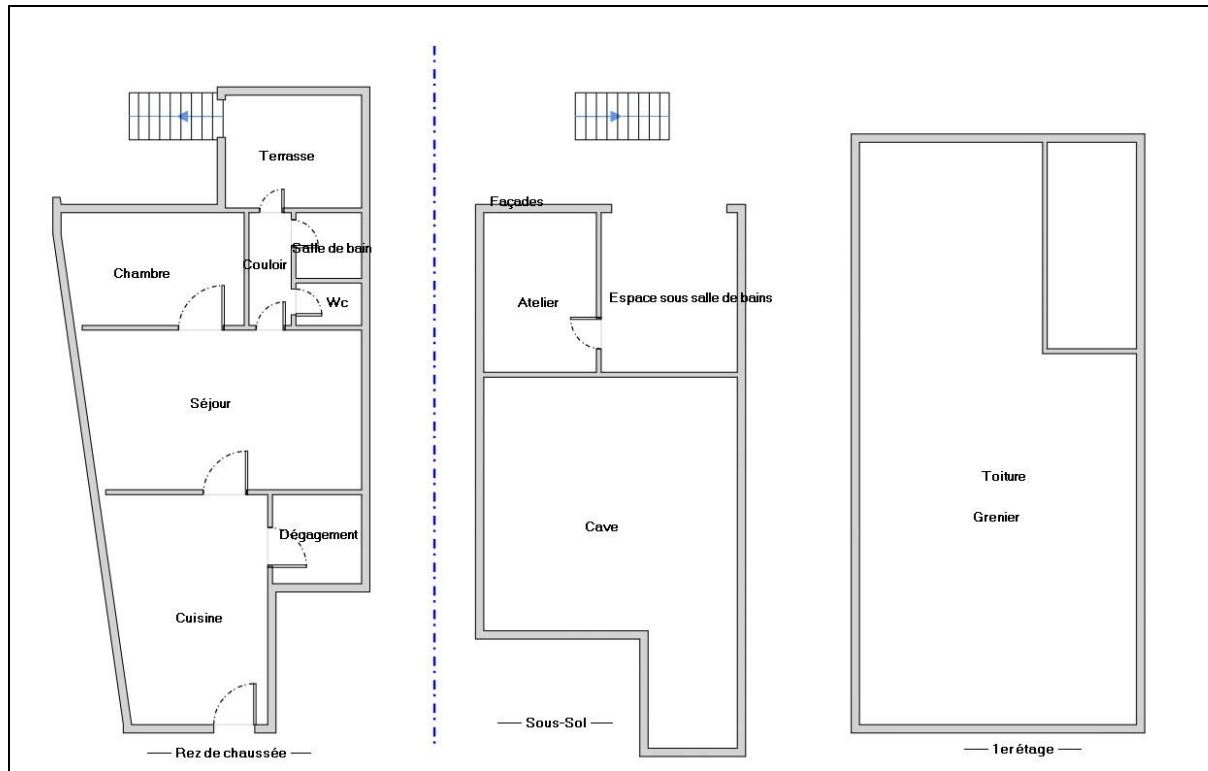 Terrasse
Salle de bain
Couloir
Chambre
Wc
Séjour
Dégagement
Cuisine
Rez de chaussée
Façades
Atelier
Espace sous salle de bains
Cave
Sous-Sol
Toiture
Grenier
1er étage